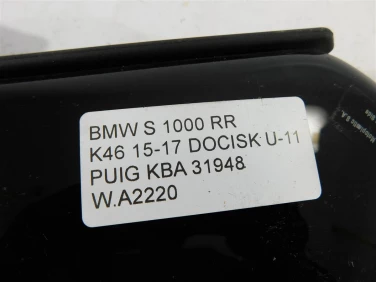 BMW S 1000 RR
K46 15-17 DOCISK U-11
PUIG KBA 31948
W.A2220